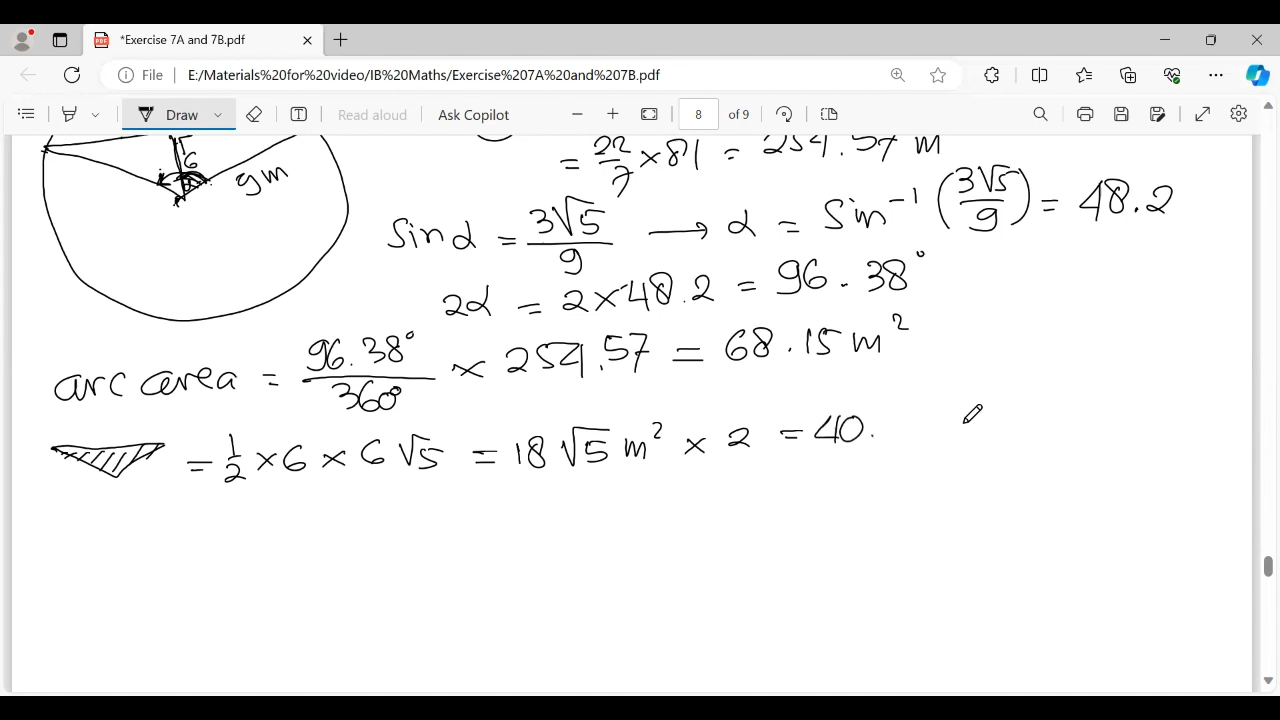 *Exercise 7A and 7B.pdf
File E:/Materials%20for%20video/IB%20Maths/Exercise%207A%20and%207B.pdf
Draw Read aloud Ask Copilot 8 of 9
6
9m
= 22/7 × 81 = 254.57 m
Sin α = 3√5/9 → α = Sin⁻¹ (3√5/9) = 48.2
2α = 2 × 48.2 = 96.38°
arc area = 96.38°/360° × 254.57 = 68.15 m²
= 1/2 × 6 × 6√5 = 18√5 m² × 2 = 40.